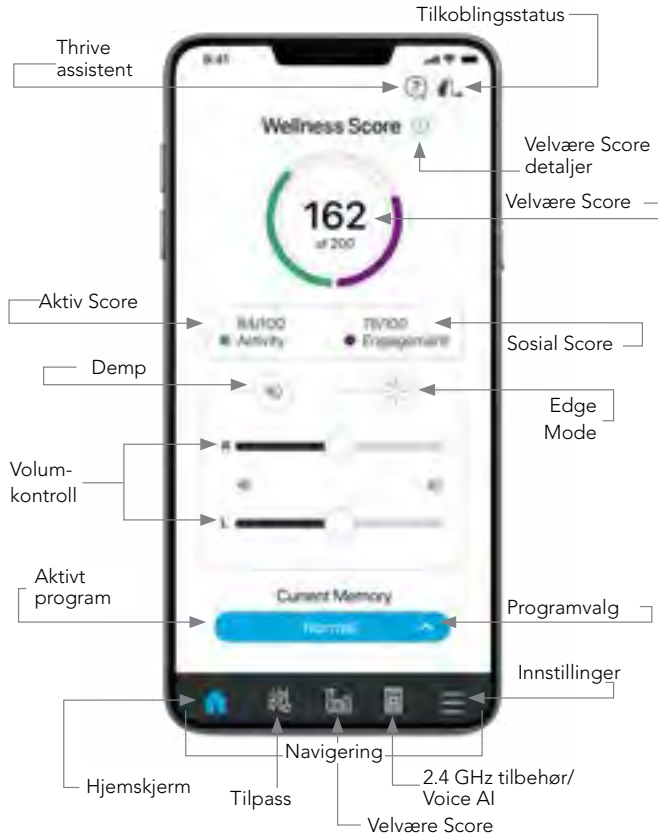 Tilkoblingsstatus
Thrive
assistent
9:41
Wellness Score
Velvære Score
detaljer
162
of 200
Velvære Score
Aktiv Score
/100
/100
Activity
Engagement
Sosial Score
Demp
Edge
Mode
R
Volum-
kontroll
L
Aktivt
program
Current Memory
Normal
Programvalg
Innstillinger
Navigering
Hjemskjerm
Tilpass
2.4 GHz tilbehør/
Voice AI
Velvære Score